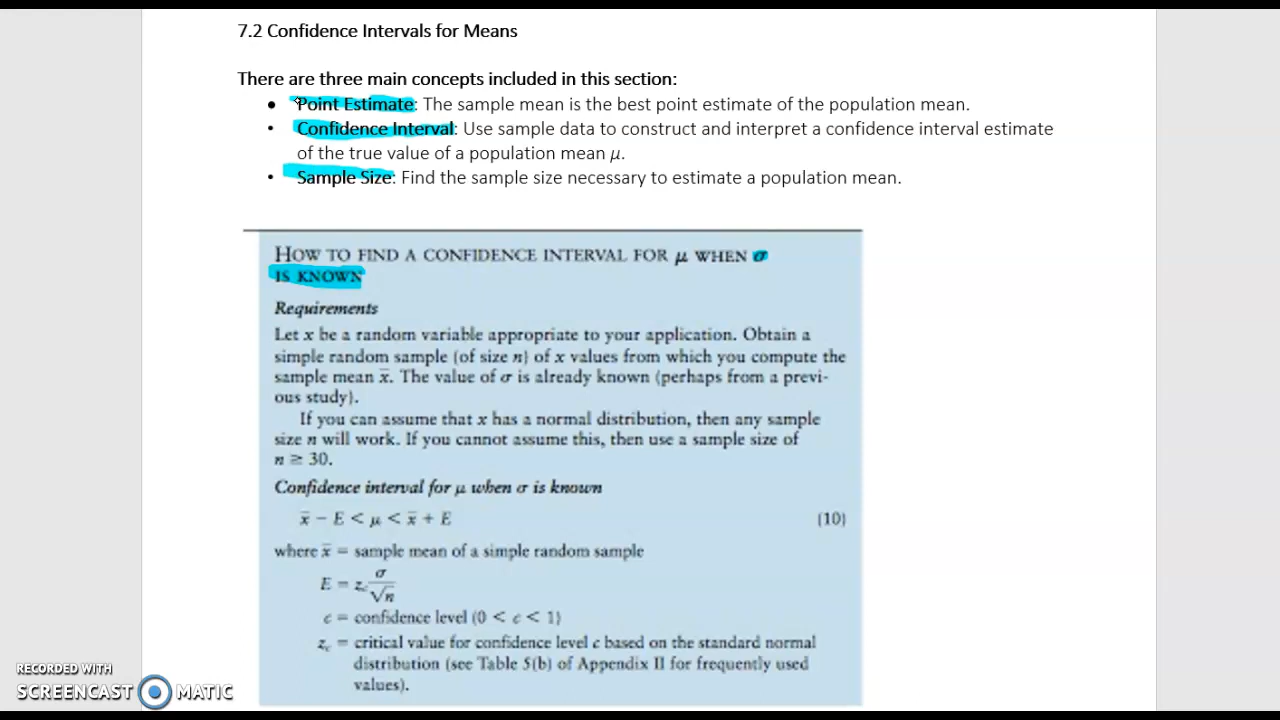 7.2 Confidence Intervals for Means
There are three main concepts included in this section:
• Point Estimate: The sample mean is the best point estimate of the population mean.
• Confidence Interval: Use sample data to construct and interpret a confidence interval estimate
of the true value of a population mean μ.
• Sample Size: Find the sample size necessary to estimate a population mean.
HOW TO FIND A CONFIDENCE INTERVAL FOR μ WHEN σ
IS KNOWN
Requirements
Let x be a random variable appropriate to your application. Obtain a
simple random sample (of size n) of x values from which you compute the
sample mean x̄. The value of σ is already known (perhaps from a previ-
ous study).
If you can assume that x has a normal distribution, then any sample
size n will work. If you cannot assume this, then use a sample size of
n ≥ 30.
Confidence interval for μ when σ is known
x̄ − E < μ < x̄ + E (10)
where x̄ = sample mean of a simple random sample
E = z_c σ/√n
c = confidence level (0 < c < 1)
z_c = critical value for confidence level c based on the standard normal
distribution (see Table 5(b) of Appendix II for frequently used
values).
RECORDED WITH
SCREENCAST MATIC